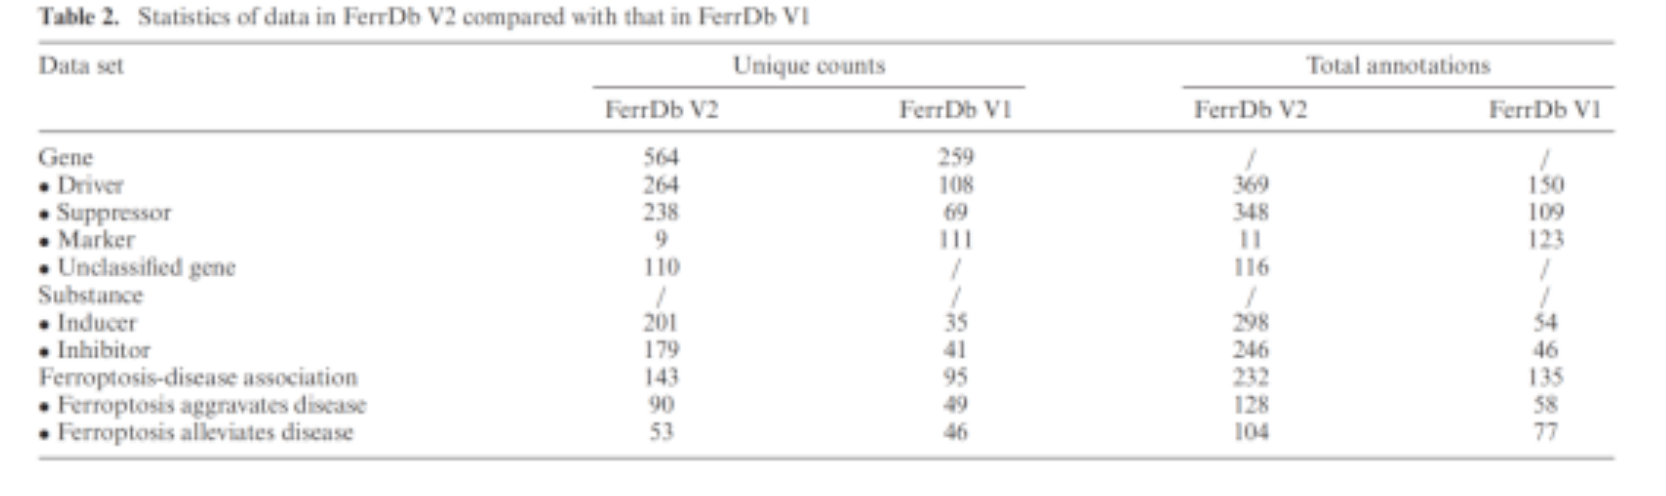 Table 2. Statistics of data in FerrDb V2 compared with that in FerrDb V1
Data set Unique counts Total annotations
FerrDb V2 FerrDb V1 FerrDb V2 FerrDb V1
Gene 564 259 / /
• Driver 264 108 369 150
• Suppressor 238 69 348 109
• Marker 9 111 11 123
• Unclassified gene 110 / 116 /
Substance / / / /
• Inducer 201 35 298 54
• Inhibitor 179 41 246 46
Ferroptosis-disease association 143 95 232 135
• Ferroptosis aggravates disease 90 49 128 58
• Ferroptosis alleviates disease 53 46 104 77